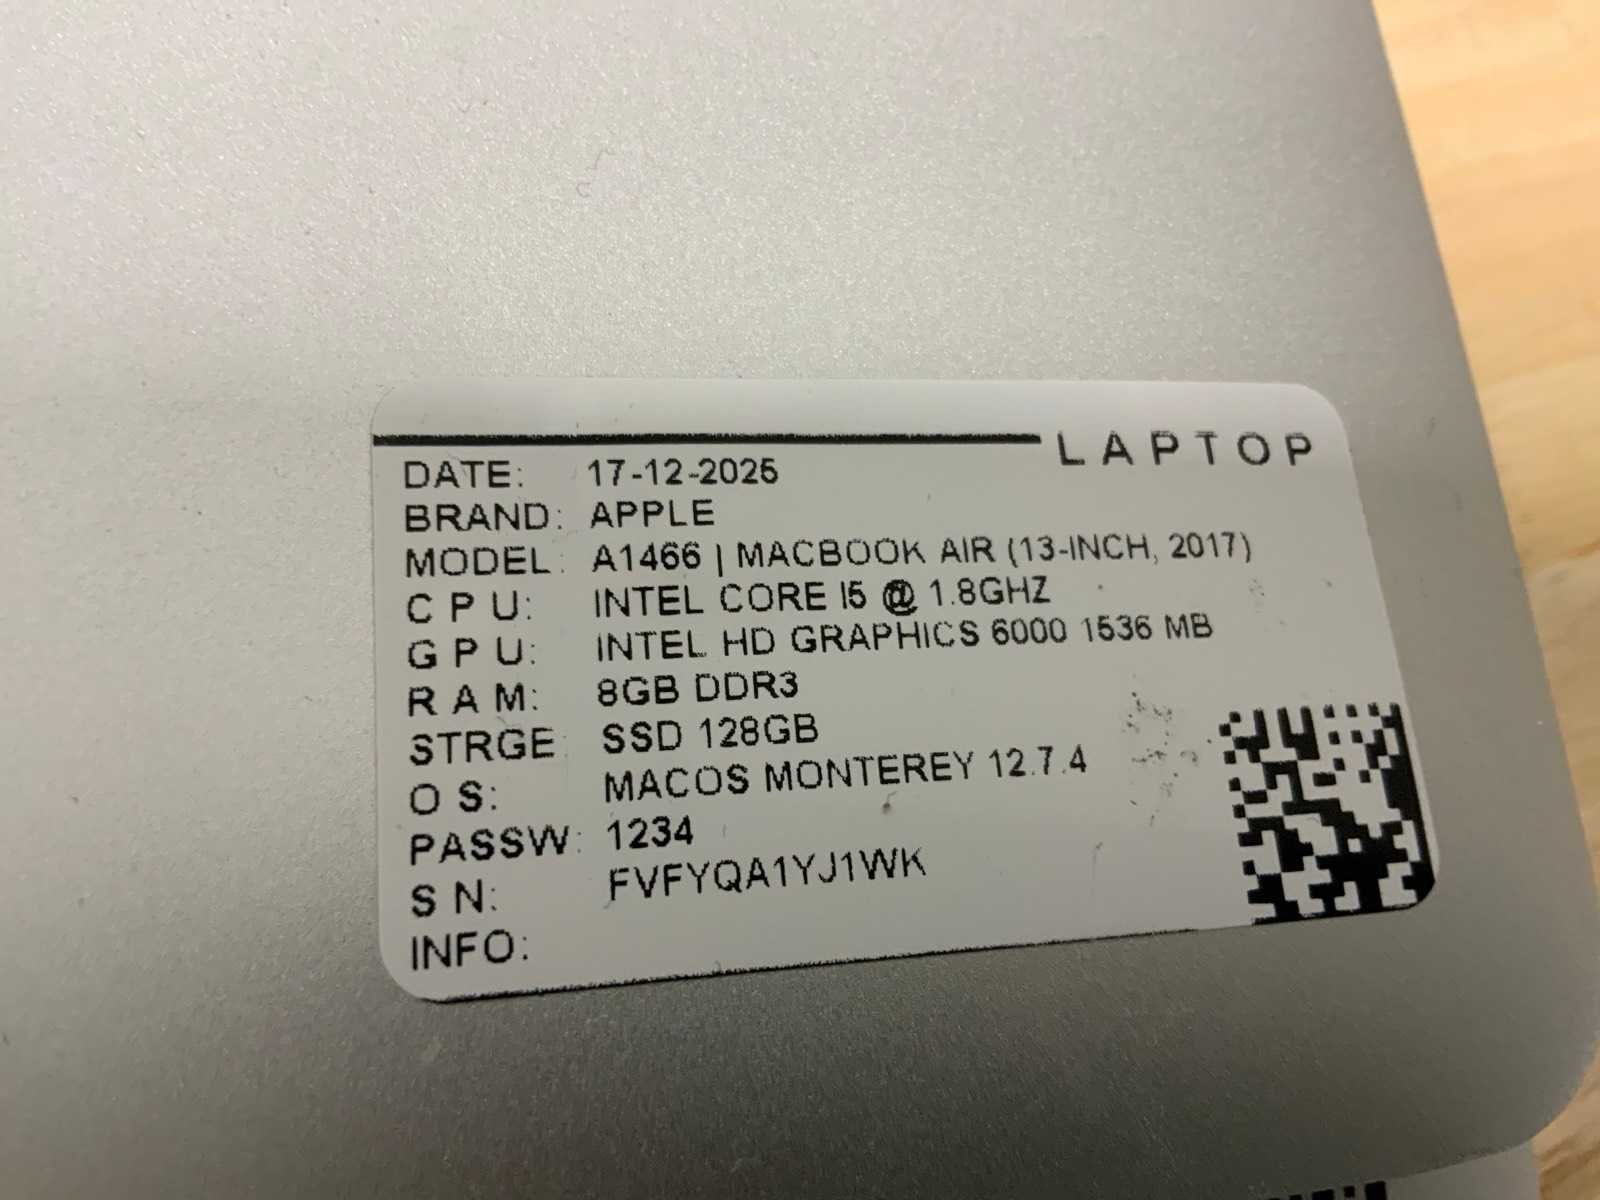 LAPTOP
DATE: 17-12-2025
BRAND: APPLE
MODEL: A1466 | MACBOOK AIR (13-INCH, 2017)
CPU: INTEL CORE I5 @ 1.8GHZ
GPU: INTEL HD GRAPHICS 6000 1536 MB
RAM: 8GB DDR3
STRGE: SSD 128GB
OS: MACOS MONTEREY 12.7.4
PASSW: 1234
SN: FVFYQA1YJ1WK
INFO: